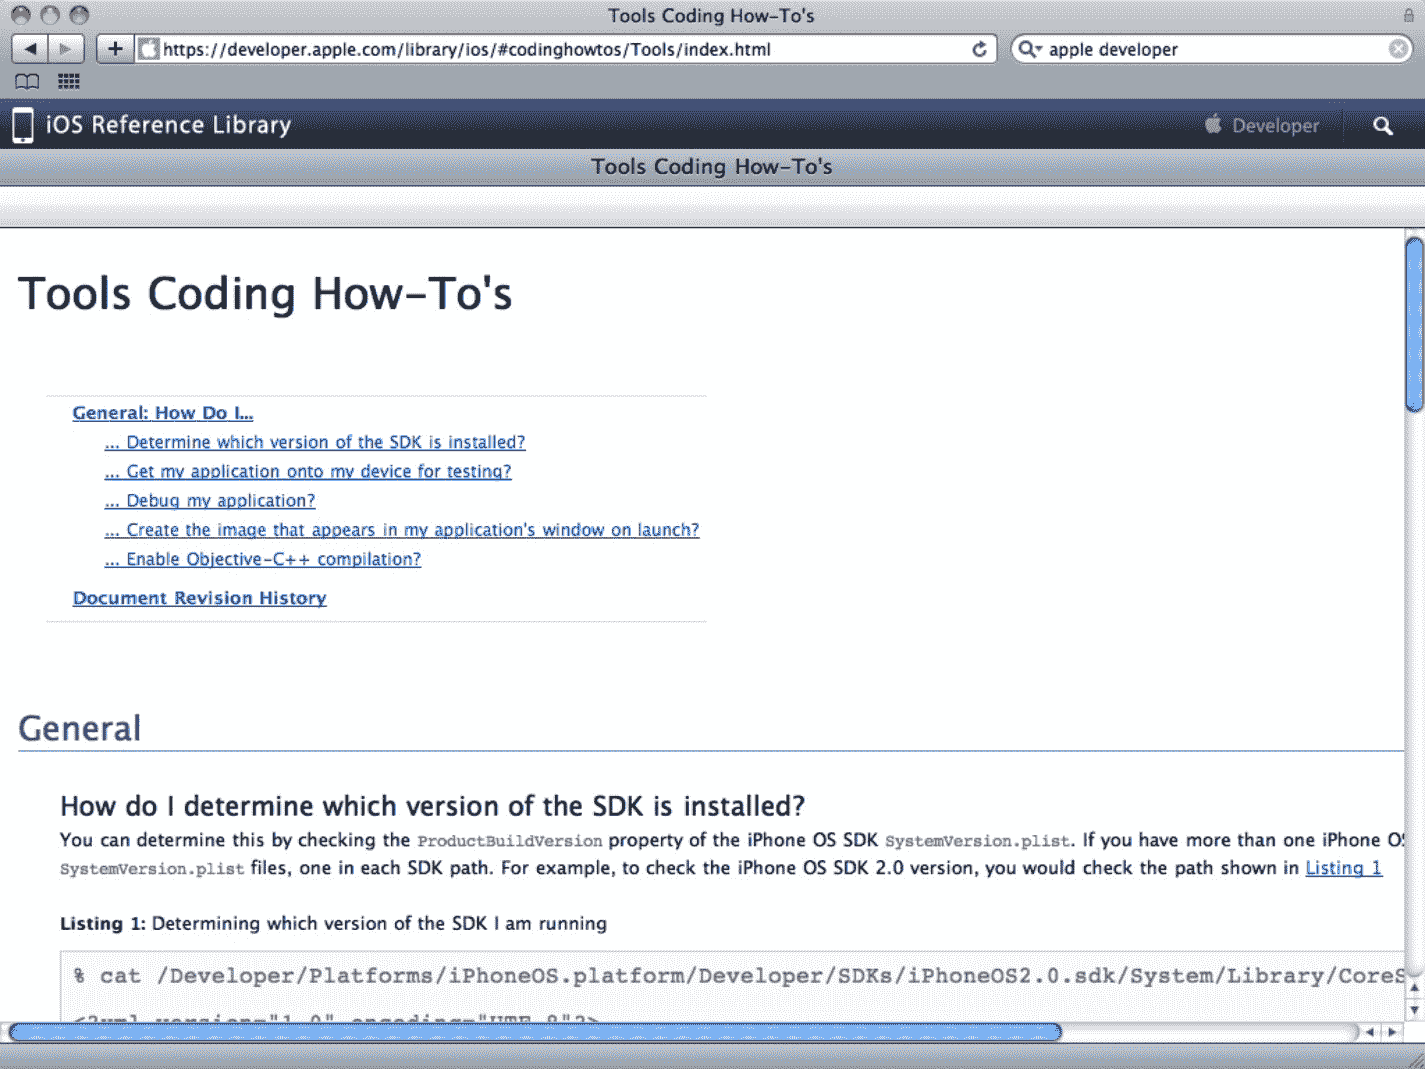 Tools Coding How-To's
https://developer.apple.com/library/ios/#codinghowtos/Tools/index.html
apple developer
iOS Reference Library
Developer
Tools Coding How-To's
Tools Coding How-To's
General: How Do I...
... Determine which version of the SDK is installed?
... Get my application onto my device for testing?
... Debug my application?
... Create the image that appears in my application's window on launch?
... Enable Objective-C++ compilation?
Document Revision History
General
How do I determine which version of the SDK is installed?
You can determine this by checking the ProductBuildVersion property of the iPhone OS SDK SystemVersion.plist. If you have more than one iPhone OS
SystemVersion.plist files, one in each SDK path. For example, to check the iPhone OS SDK 2.0 version, you would check the path shown in Listing 1
Listing 1: Determining which version of the SDK I am running
% cat /Developer/Platforms/iPhoneOS.platform/Developer/SDKs/iPhoneOS2.0.sdk/System/Library/CoreS
<?xml version="1.0" encoding="UTF-8"?>